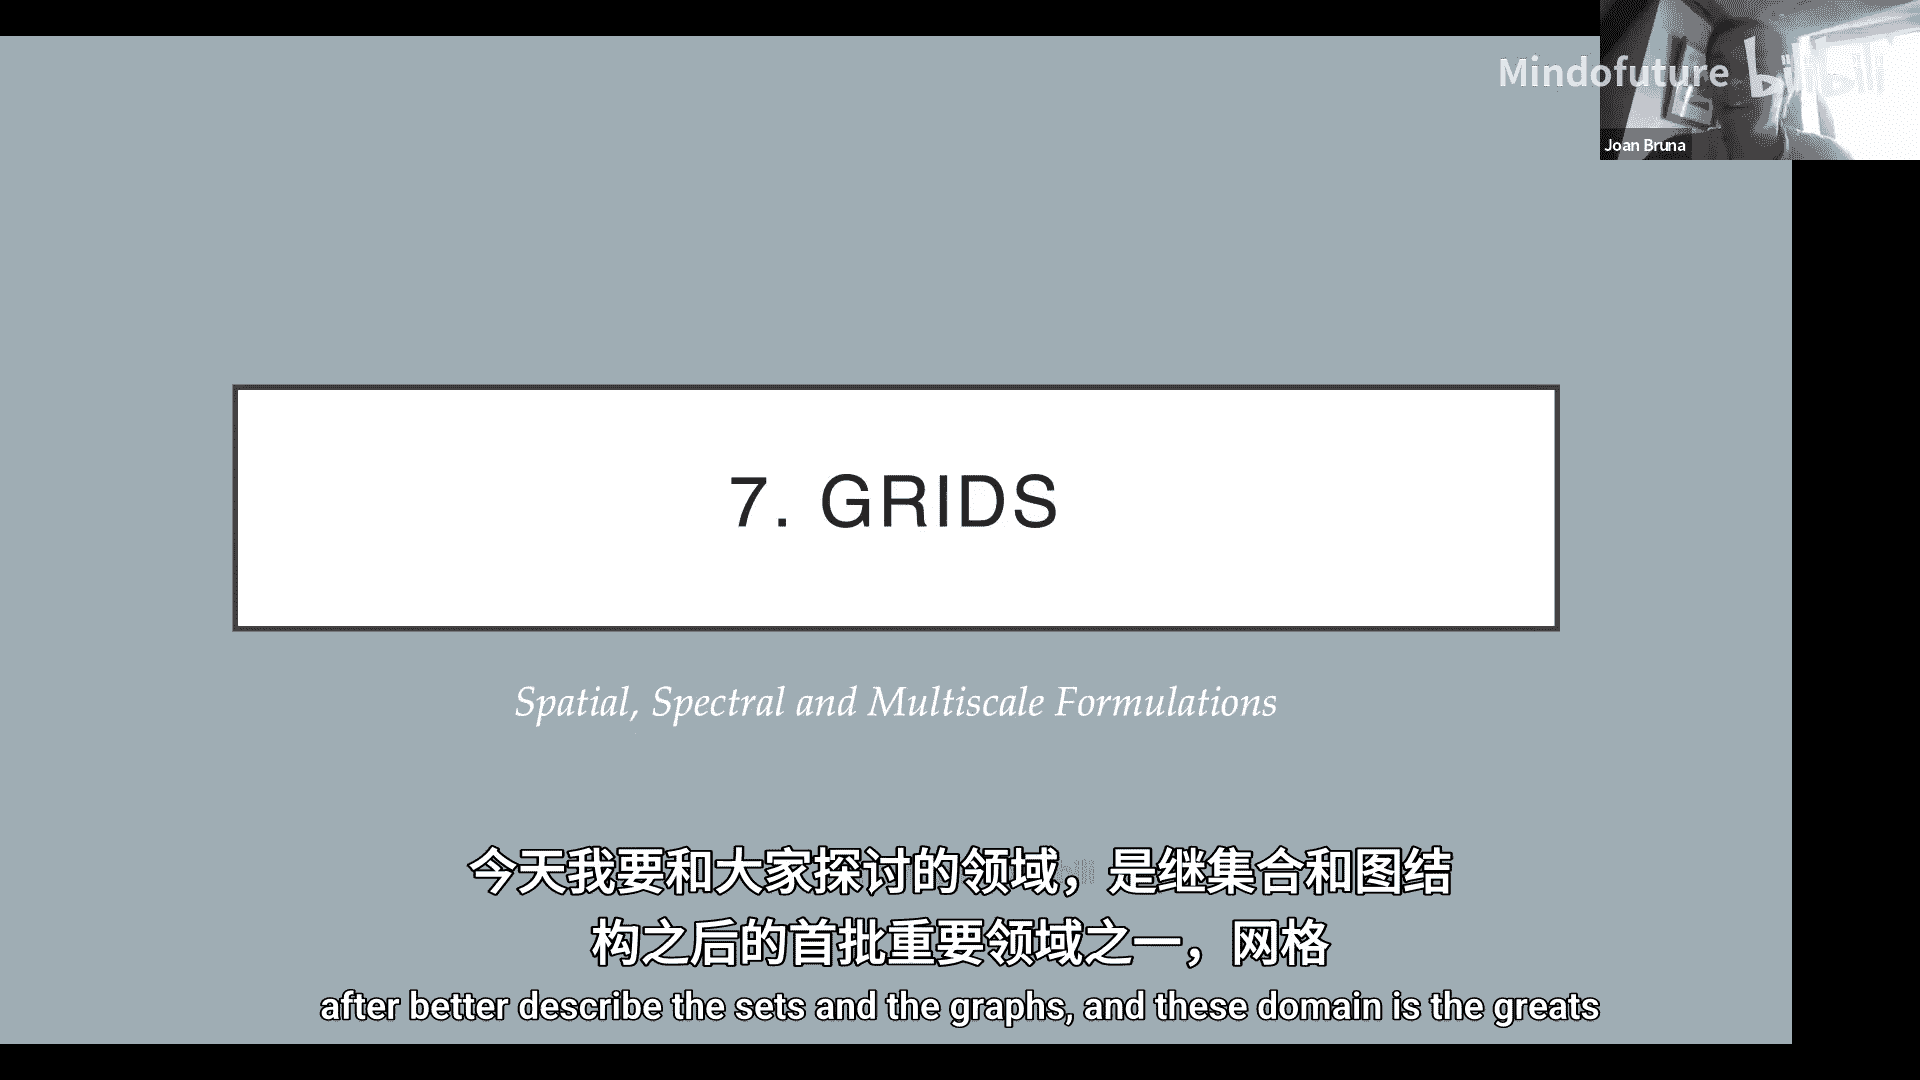 Mindofuture bilibili
Joan Bruna
7. GRIDS
Spatial, Spectral and Multiscale Formulations
今天我要和大家探讨的领域，是继集合和图结
构之后的首批重要领域之一，网格
after better describe the sets and the graphs, and these domain is the greats